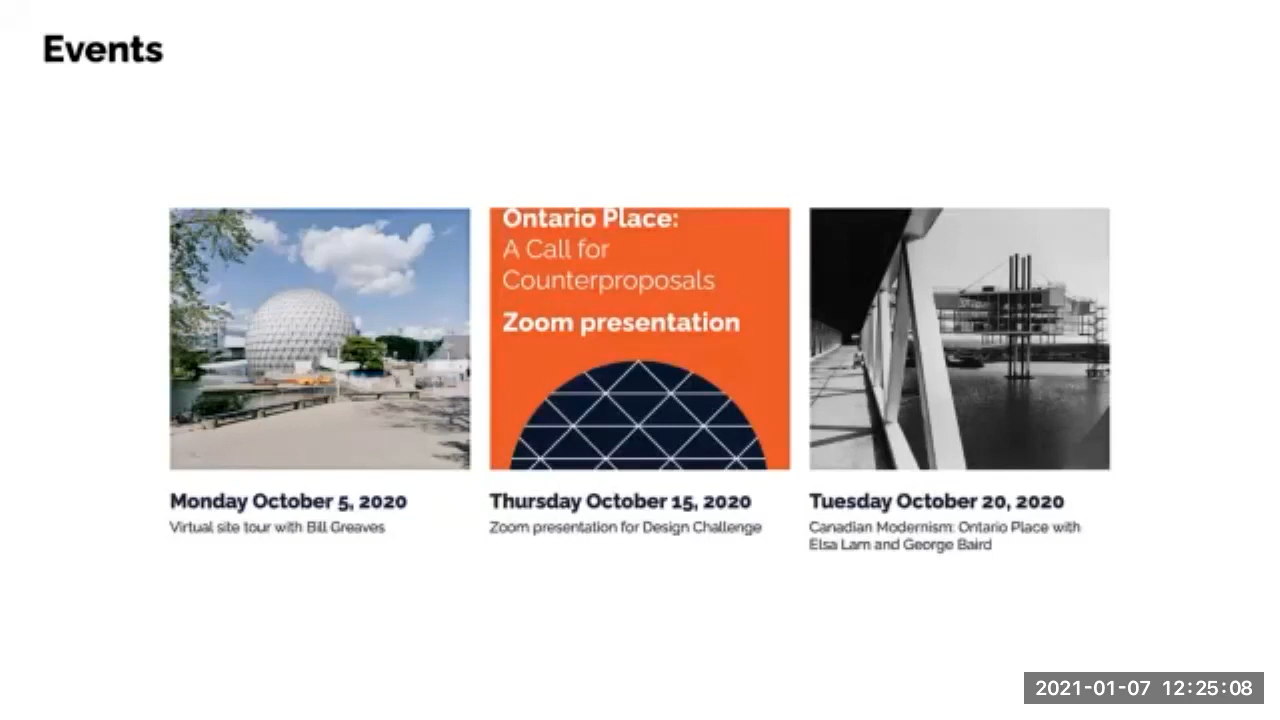 Events
Ontario Place:
A Call for
Counterproposals
Zoom presentation
Monday October 5, 2020
Virtual site tour with Bill Greaves
Thursday October 15, 2020
Zoom presentation for Design Challenge
Tuesday October 20, 2020
Canadian Modernism: Ontario Place with
Elsa Lam and George Baird
2021-01-07 12:25:08